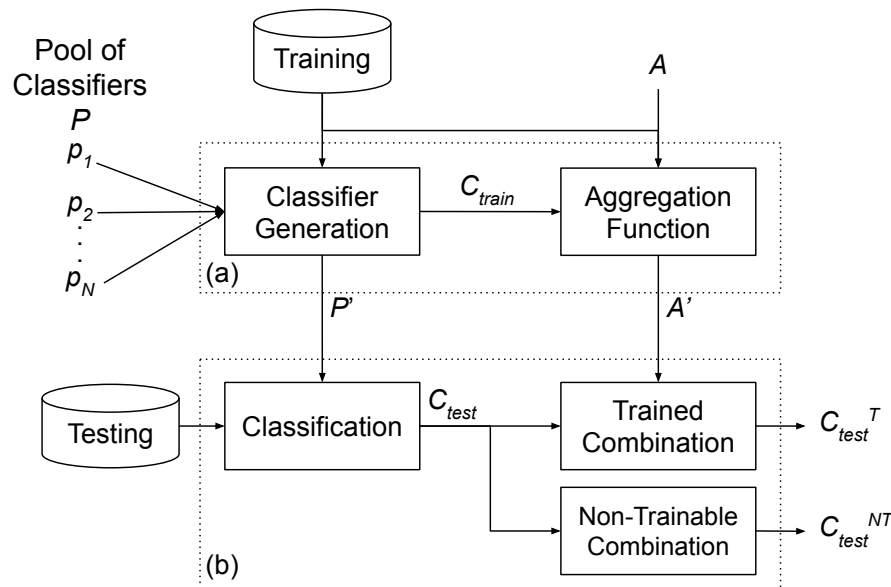 Pool of
Classifiers
P
Training
A
p1
p2
.
.
.
pN
Classifier
Generation
Ctrain
Aggregation
Function
(a)
P'
A'
Testing
Classification
Ctest
Trained
Combination
CtestT
Non-Trainable
Combination
CtestNT
(b)